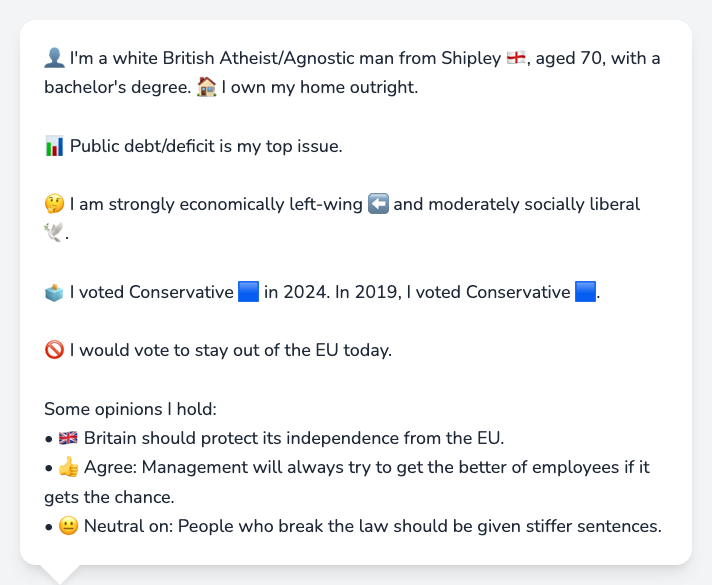 👤 I'm a white British Atheist/Agnostic man from Shipley 🏴󠁧󠁢󠁥󠁮󠁧󠁿, aged 70, with a
bachelor's degree. 🏠 I own my home outright.
📊 Public debt/deficit is my top issue.
🤔 I am strongly economically left-wing ⬅️ and moderately socially liberal
🕊️.
🗳️ I voted Conservative 🟦 in 2024. In 2019, I voted Conservative 🟦.
🚫 I would vote to stay out of the EU today.
Some opinions I hold:
• 🇬🇧 Britain should protect its independence from the EU.
• 👍 Agree: Management will always try to get the better of employees if it
gets the chance.
• 😐 Neutral on: People who break the law should be given stiffer sentences.